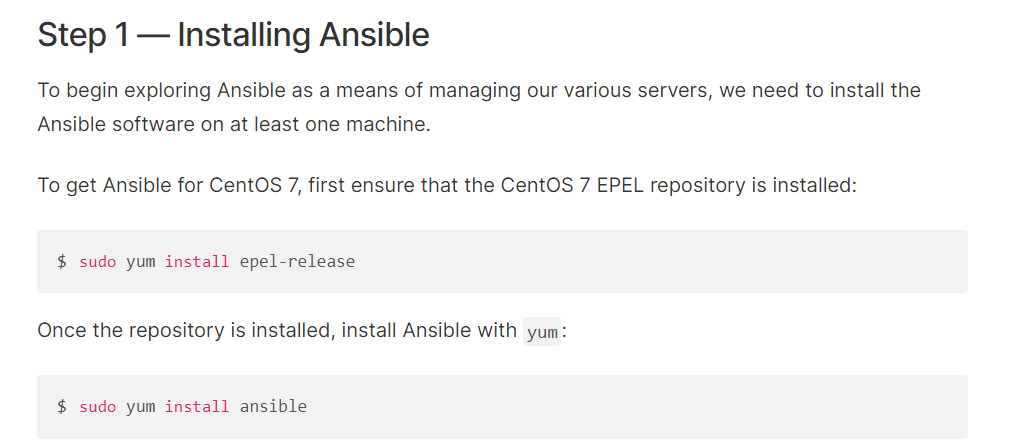 Step 1 — Installing Ansible
To begin exploring Ansible as a means of managing our various servers, we need to install the
Ansible software on at least one machine.
To get Ansible for CentOS 7, first ensure that the CentOS 7 EPEL repository is installed:
$ sudo yum install epel-release
Once the repository is installed, install Ansible with yum:
$ sudo yum install ansible